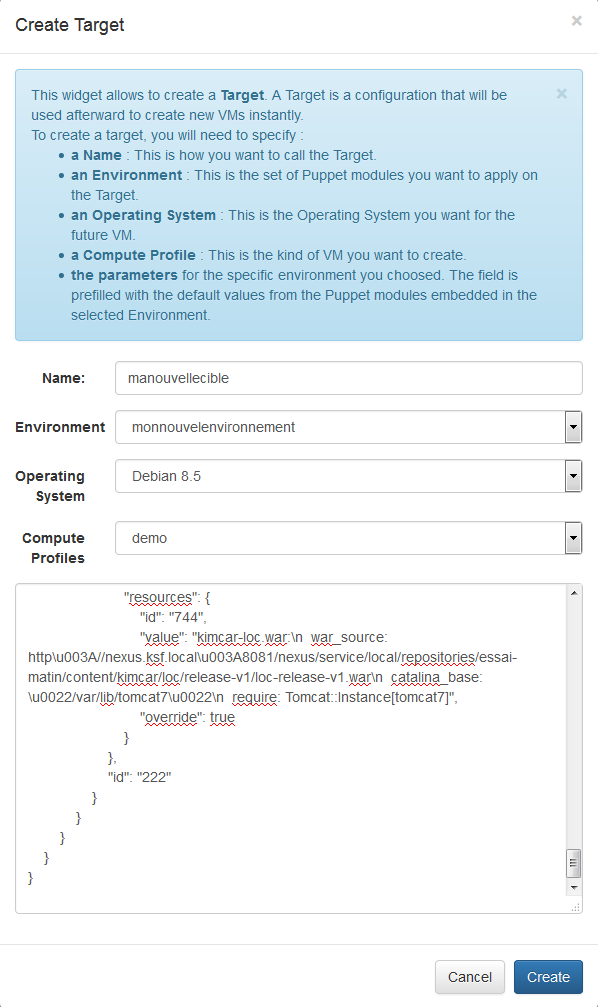 Create Target
×
This widget allows to create a Target. A Target is a configuration that will be
×
used afterward to create new VMs instantly.
To create a target, you will need to specify :
• a Name : This is how you want to call the Target.
• an Environment : This is the set of Puppet modules you want to apply on
the Target.
• an Operating System : This is the Operating System you want for the
future VM.
• a Compute Profile : This is the kind of VM you want to create.
• the parameters for the specific environment you choosed. The field is
prefilled with the default values from the Puppet modules embedded in the
selected Environment.
Name:
manouvellecible
Environment
monnouvelenvironnement
Operating
System
Debian 8.5
Compute
Profiles
demo
"resources": {
"id": "744",
"value": "kimcar-loc.war:\n  war_source:
http\u003A//nexus.ksf.local\u003A8081/nexus/service/local/repositories/essai-
matin/content/kimcar/loc/release-v1/loc-release-v1.war\n  catalina_base:
\u0022/var/lib/tomcat7\u0022\n  require: Tomcat::Instance[tomcat7]",
"override": true
}
},
"id": "222"
}
}
}
}
}
Cancel
Create